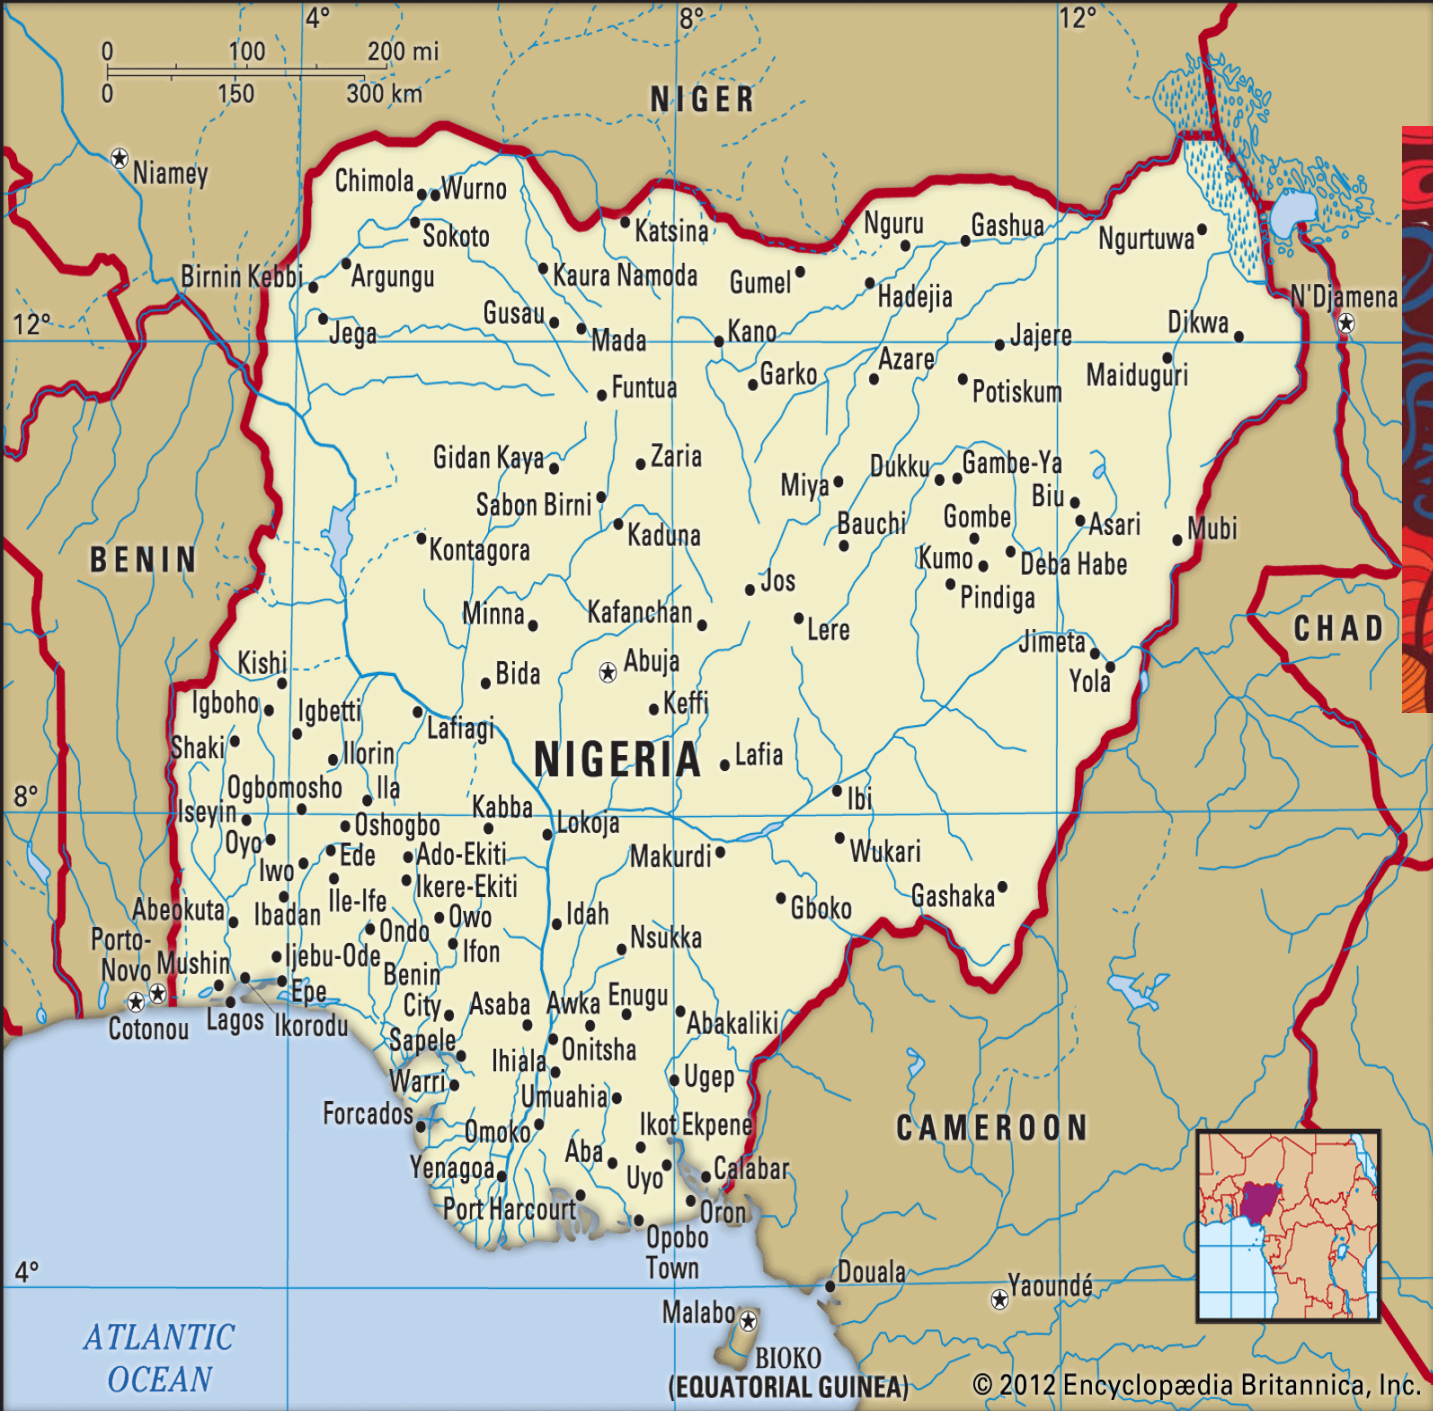 4°
8°
12°
0 100 200 mi
0 150 300 km
NIGER
Niamey
Chimola
Wurno
Sokoto
Katsina
Nguru
Gashua
Ngurtuwa
Birnin Kebbi
Argungu
Kaura Namoda
Gumel
Hadejia
N'Djamena
12°
Jega
Gusau
Mada
Kano
Jajere
Dikwa
Funtua
Garko
Azare
Potiskum
Maiduguri
Gidan Kaya
Zaria
Miya
Dukku
Gambe-Ya
Sabon Birni
Biu
Kaduna
Bauchi
Gombe
Asari
Mubi
BENIN
Kontagora
Kumo
Deba Habe
Jos
Pindiga
Minna
Kafanchan
Lere
CHAD
Jimeta
Kishi
Bida
Abuja
Yola
Igboho
Igbetti
Lafiagi
Keffi
Shaki
Ilorin
NIGERIA
Lafia
8°
Ogbomosho
Ila
Ibi
Iseyin
Oshogbo
Kabba
Lokoja
Oyo
Ede
Ado-Ekiti
Makurdi
Wukari
Iwo
Ikere-Ekiti
Ile-Ife
Gashaka
Abeokuta
Ibadan
Owo
Idah
Gboko
Ondo
Ifon
Nsukka
Porto-
Novo
Mushin
Ijebu-Ode
Benin
City
Epe
Asaba
Awka
Enugu
Cotonou
Lagos
Ikorodu
Abakaliki
Sapele
Onitsha
Ihiala
Warri
Ugep
Umuahia
Forcados
Omoko
Ikot Ekpene
CAMEROON
Aba
Yenagoa
Uyo
Calabar
Port Harcourt
Oron
Opobo
Town
4°
Douala
Yaoundé
Malabo
ATLANTIC
OCEAN
BIOKO
(EQUATORIAL GUINEA)
© 2012 Encyclopædia Britannica, Inc.